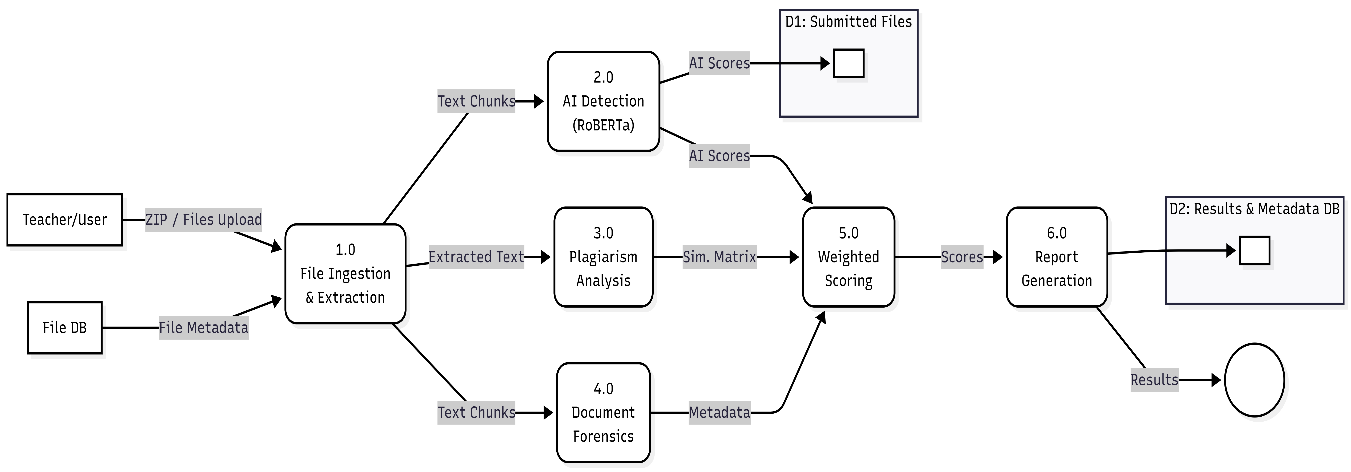 D1: Submitted Files
AI Scores
2.0
AI Detection
(RoBERTa)
Text Chunks
AI Scores
Teacher/User
ZIP / Files Upload
1.0
File Ingestion
& Extraction
Extracted Text
3.0
Plagiarism
Analysis
Sim. Matrix
5.0
Weighted
Scoring
Scores
6.0
Report
Generation
D2: Results & Metadata DB
File DB
File Metadata
Text Chunks
4.0
Document
Forensics
Metadata
Results